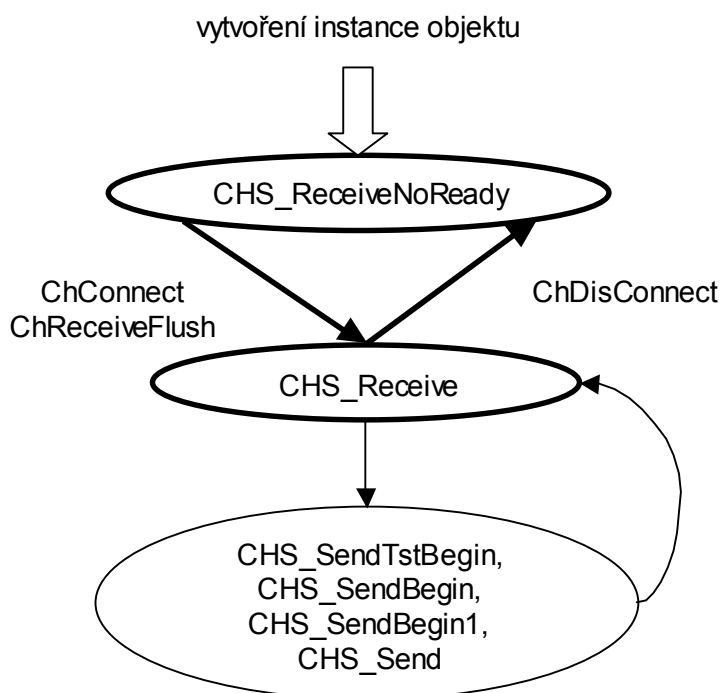 vytvoření instance objektu
CHS_ReceiveNoReady
ChConnect
ChReceiveFlush
ChDisConnect
CHS_Receive
CHS_SendTstBegin,
CHS_SendBegin,
CHS_SendBegin1,
CHS_Send